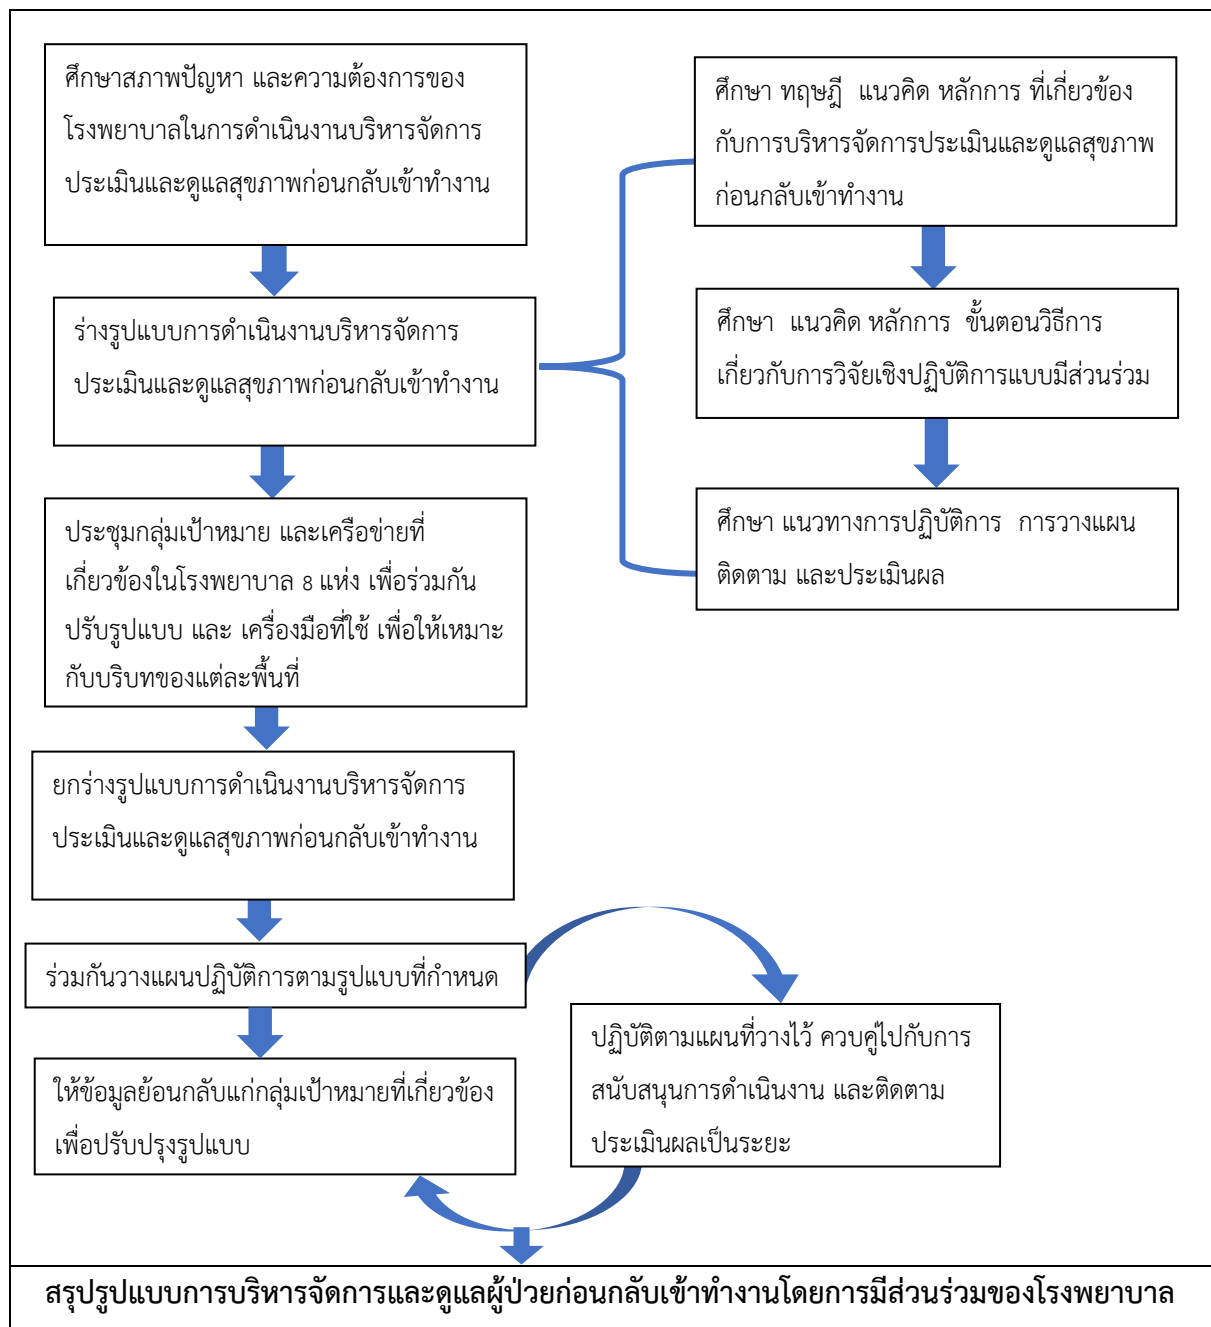 ศึกษาสภาพปัญหา และความต้องการของ
โรงพยาบาลในการดำเนินงานบริหารจัดการ
ประเมินและดูแลสุขภาพก่อนกลับเข้าทำงาน
ศึกษา ทฤษฎี แนวคิด หลักการ ที่เกี่ยวข้อง
กับการบริหารจัดการประเมินและดูแลสุขภาพ
ก่อนกลับเข้าทำงาน
ร่างรูปแบบการดำเนินงานบริหารจัดการ
ประเมินและดูแลสุขภาพก่อนกลับเข้าทำงาน
ศึกษา แนวคิด หลักการ ขั้นตอนวิธีการ
เกี่ยวกับการวิจัยเชิงปฏิบัติการแบบมีส่วนร่วม
ประชุมกลุ่มเป้าหมาย และเครือข่ายที่
เกี่ยวข้องในโรงพยาบาล 8 แห่ง เพื่อร่วมกัน
ปรับรูปแบบ และ เครื่องมือที่ใช้ เพื่อให้เหมาะ
กับบริบทของแต่ละพื้นที่
ศึกษา แนวทางการปฏิบัติการ การวางแผน
ติดตาม และประเมินผล
ยกร่างรูปแบบการดำเนินงานบริหารจัดการ
ประเมินและดูแลสุขภาพก่อนกลับเข้าทำงาน
ร่วมกันวางแผนปฏิบัติการตามรูปแบบที่กำหนด
ปฏิบัติตามแผนที่วางไว้ ควบคู่ไปกับการ
สนับสนุนการดำเนินงาน และติดตาม
ประเมินผลเป็นระยะ
ให้ข้อมูลย้อนกลับแก่กลุ่มเป้าหมายที่เกี่ยวข้อง
เพื่อปรับปรุงรูปแบบ
สรุปรูปแบบการบริหารจัดการและดูแลผู้ป่วยก่อนกลับเข้าทำงานโดยการมีส่วนร่วมของโรงพยาบาล